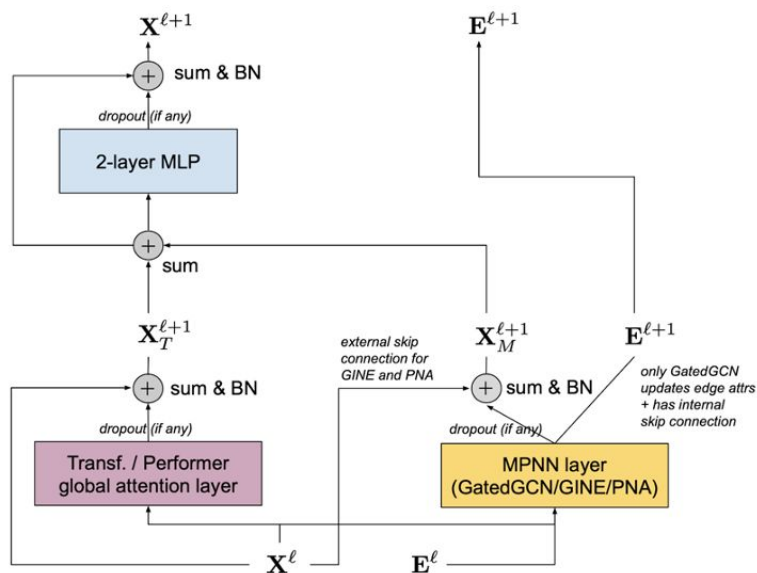 X^{ℓ+1}
E^{ℓ+1}
+
sum & BN
dropout (if any)
2-layer MLP
+
sum
X_T^{ℓ+1}
X_M^{ℓ+1}
E^{ℓ+1}
external skip
connection for
GINE and PNA
+
sum & BN
+
sum & BN
only GatedGCN
updates edge attrs
+ has internal
skip connection
dropout (if any)
dropout (if any)
Transf. / Performer
global attention layer
MPNN layer
(GatedGCN/GINE/PNA)
X^ℓ
E^ℓ